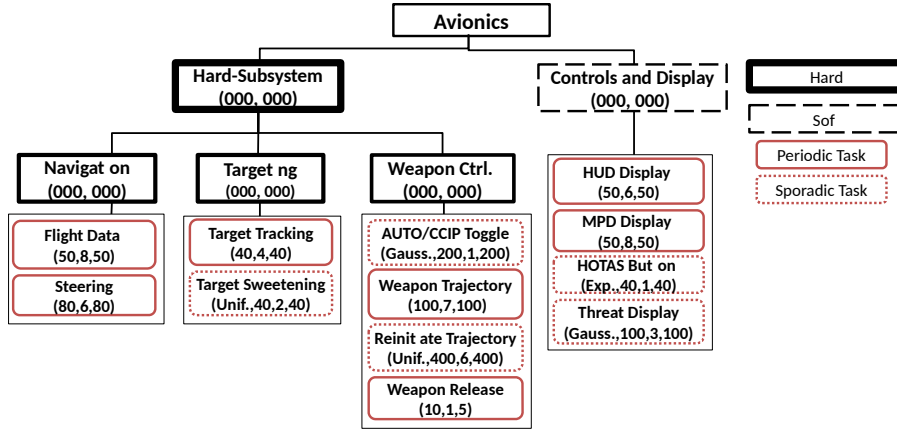 Avionics
Hard-Subsystem
(000, 000)
Controls and Display
(000, 000)
Hard
Sof
Periodic Task
Sporadic Task
Navigat on
(000, 000)
Target ng
(000, 000)
Weapon Ctrl.
(000, 000)
Flight Data
(50,8,50)
Steering
(80,6,80)
Target Tracking
(40,4,40)
Target Sweetening
(Unif.,40,2,40)
AUTO/CCIP Toggle
(Gauss.,200,1,200)
Weapon Trajectory
(100,7,100)
Reinit ate Trajectory
(Unif.,400,6,400)
Weapon Release
(10,1,5)
HUD Display
(50,6,50)
MPD Display
(50,8,50)
HOTAS But on
(Exp.,40,1,40)
Threat Display
(Gauss.,100,3,100)